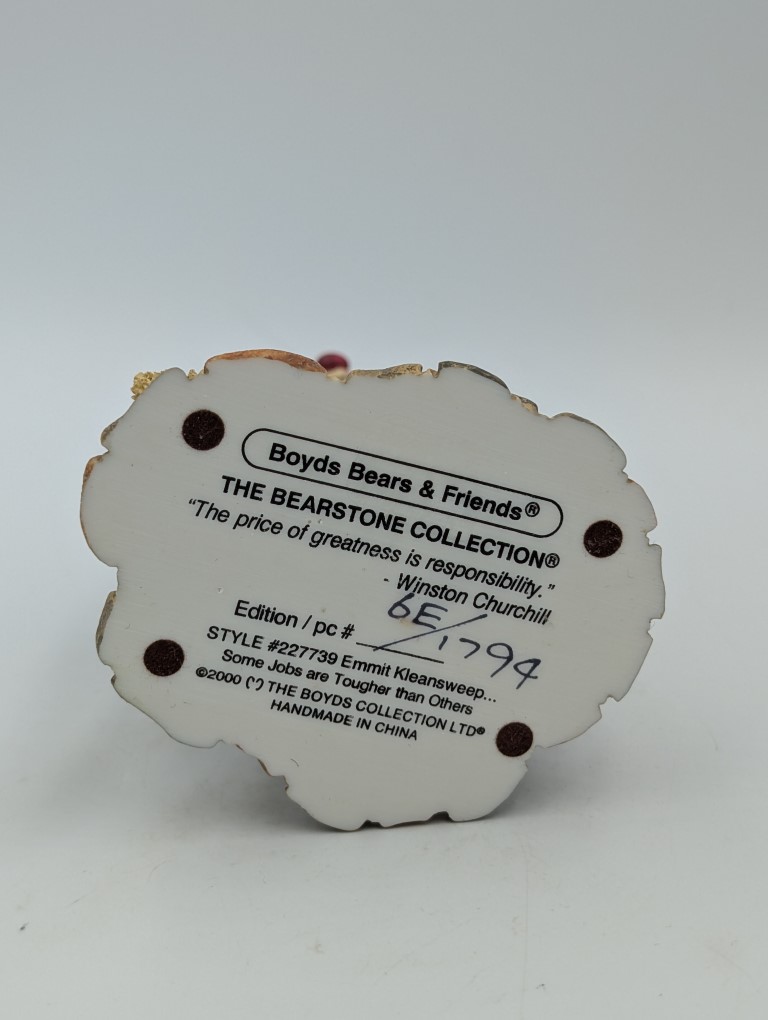 Boyds Bears & Friends®
THE BEARSTONE COLLECTION®
“The price of greatness is responsibility.”
- Winston Churchill
Edition / pc # 6E/1794
STYLE #227739 Emmit Kleansweep...
Some Jobs are Tougher than Others
©2000 THE BOYDS COLLECTION LTD®
HANDMADE IN CHINA